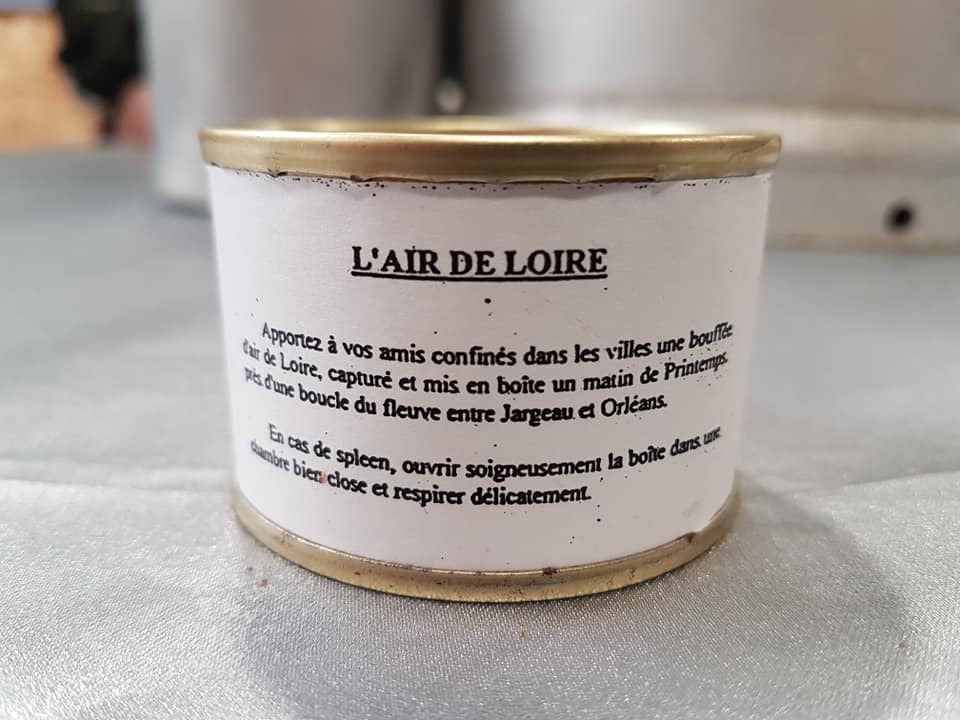 L'AIR DE LOIRE
Apportez à vos amis confinés dans les villes une bouffée
d'air de Loire, capturé et mis en boîte un matin de Printemps.
près d'une boucle du fleuve entre Jargeau et Orléans.
En cas de spleen, ouvrir soigneusement la boîte dans une
chambre bien close et respirer délicatement.